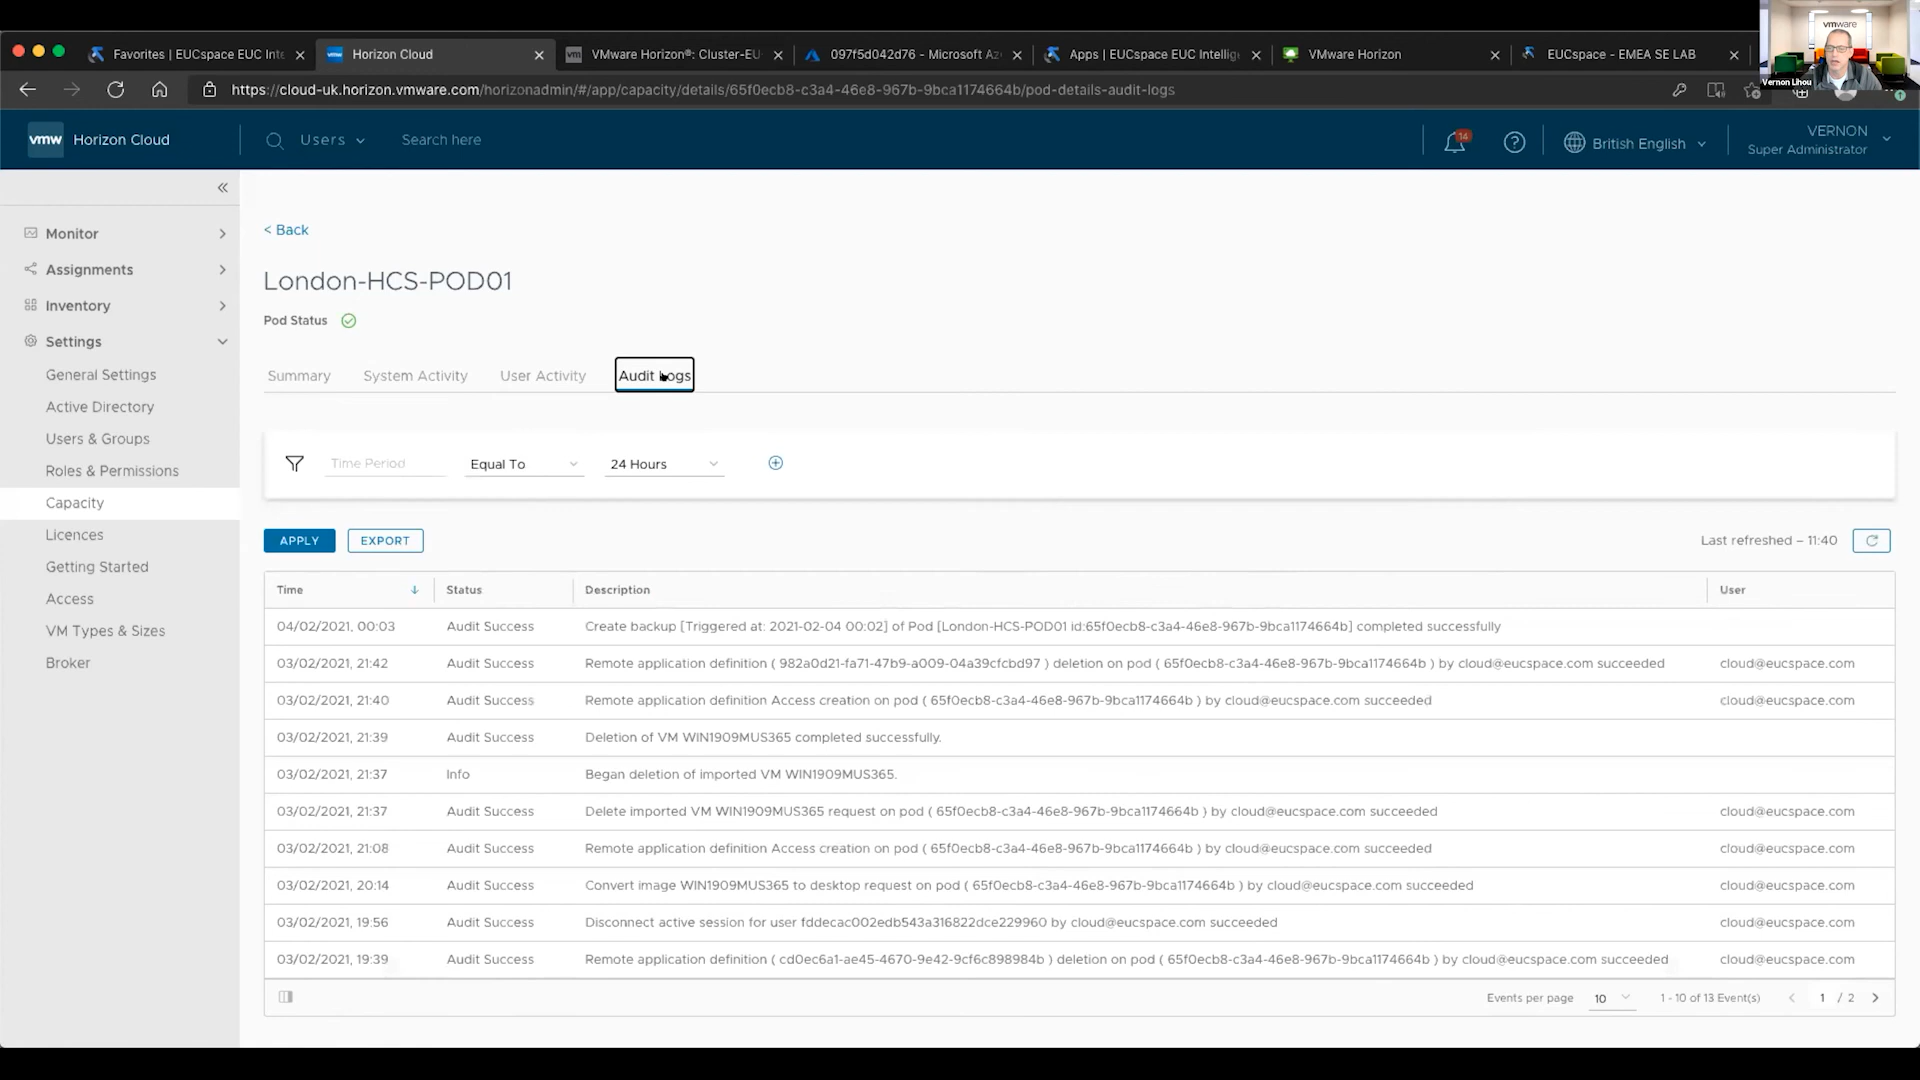 vmware
Vernon Lihou
Favorites | EUCspace EUC Inte
Horizon Cloud
VMware Horizon®: Cluster-EU
097f5d042d76 - Microsoft Az
Apps | EUCspace EUC Intellig
VMware Horizon
EUCspace - EMEA SE LAB
https://cloud-uk.horizon.vmware.com/horizonadmin/#/app/capacity/details/65f0ecb8-c3a4-46e8-967b-9bca1174664b/pod-details-audit-logs
vmw Horizon Cloud
Users
Search here
14
British English
VERNON
Super Administrator
Monitor
Assignments
Inventory
Settings
General Settings
Active Directory
Users & Groups
Roles & Permissions
Capacity
Licences
Getting Started
Access
VM Types & Sizes
Broker
< Back
London-HCS-POD01
Pod Status
Summary System Activity User Activity Audit Logs
Time Period Equal To 24 Hours
APPLY EXPORT Last refreshed – 11:40
Time Status Description User
04/02/2021, 00:03 Audit Success Create backup [Triggered at: 2021-02-04 00:02] of Pod [London-HCS-POD01 id:65f0ecb8-c3a4-46e8-967b-9bca1174664b] completed successfully
03/02/2021, 21:42 Audit Success Remote application definition ( 982a0d21-fa71-47b9-a009-04a39cfcbd97 ) deletion on pod ( 65f0ecb8-c3a4-46e8-967b-9bca1174664b ) by cloud@eucspace.com succeeded cloud@eucspace.com
03/02/2021, 21:40 Audit Success Remote application definition Access creation on pod ( 65f0ecb8-c3a4-46e8-967b-9bca1174664b ) by cloud@eucspace.com succeeded cloud@eucspace.com
03/02/2021, 21:39 Audit Success Deletion of VM WIN1909MUS365 completed successfully.
03/02/2021, 21:37 Info Began deletion of imported VM WIN1909MUS365.
03/02/2021, 21:37 Audit Success Delete imported VM WIN1909MUS365 request on pod ( 65f0ecb8-c3a4-46e8-967b-9bca1174664b ) by cloud@eucspace.com succeeded cloud@eucspace.com
03/02/2021, 21:08 Audit Success Remote application definition Access creation on pod ( 65f0ecb8-c3a4-46e8-967b-9bca1174664b ) by cloud@eucspace.com succeeded cloud@eucspace.com
03/02/2021, 20:14 Audit Success Convert image WIN1909MUS365 to desktop request on pod ( 65f0ecb8-c3a4-46e8-967b-9bca1174664b ) by cloud@eucspace.com succeeded cloud@eucspace.com
03/02/2021, 19:56 Audit Success Disconnect active session for user fddecac002edb543a316822dce229960 by cloud@eucspace.com succeeded cloud@eucspace.com
03/02/2021, 19:39 Audit Success Remote application definition ( cd0ec6a1-ae45-4670-9e42-9cf6c898984b ) deletion on pod ( 65f0ecb8-c3a4-46e8-967b-9bca1174664b ) by cloud@eucspace.com succeeded cloud@eucspace.com
Events per page 10 1 - 10 of 13 Event(s) 1 / 2